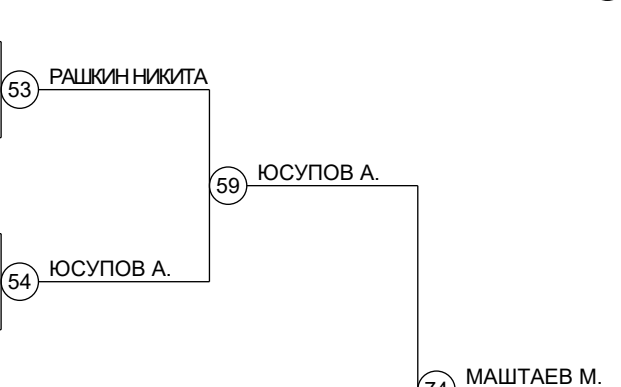 РАШКИН НИКИТА
53
ЮСУПОВ А.
59
ЮСУПОВ А.
54
МАШТАЕВ М.
74